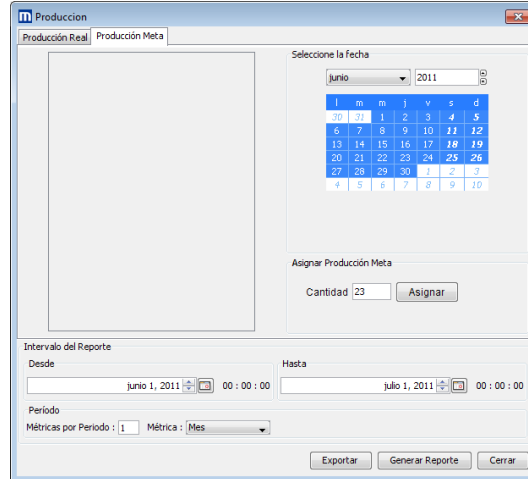 Produccion
Producción Real Producción Meta
Seleccione la fecha
junio 2011
l m m j v s d
30 31 1 2 3 4 5
6 7 8 9 10 11 12
13 14 15 16 17 18 19
20 21 22 23 24 25 26
27 28 29 30 1 2 3
4 5 6 7 8 9 10
Asignar Producción Meta
Cantidad 23 Asignar
Intervalo del Reporte
Desde Hasta
junio 1, 2011 00 : 00 : 00 julio 1, 2011 00 : 00 : 00
Período
Métricas por Periodo : 1 Métrica : Mes
Exportar Generar Reporte Cerrar